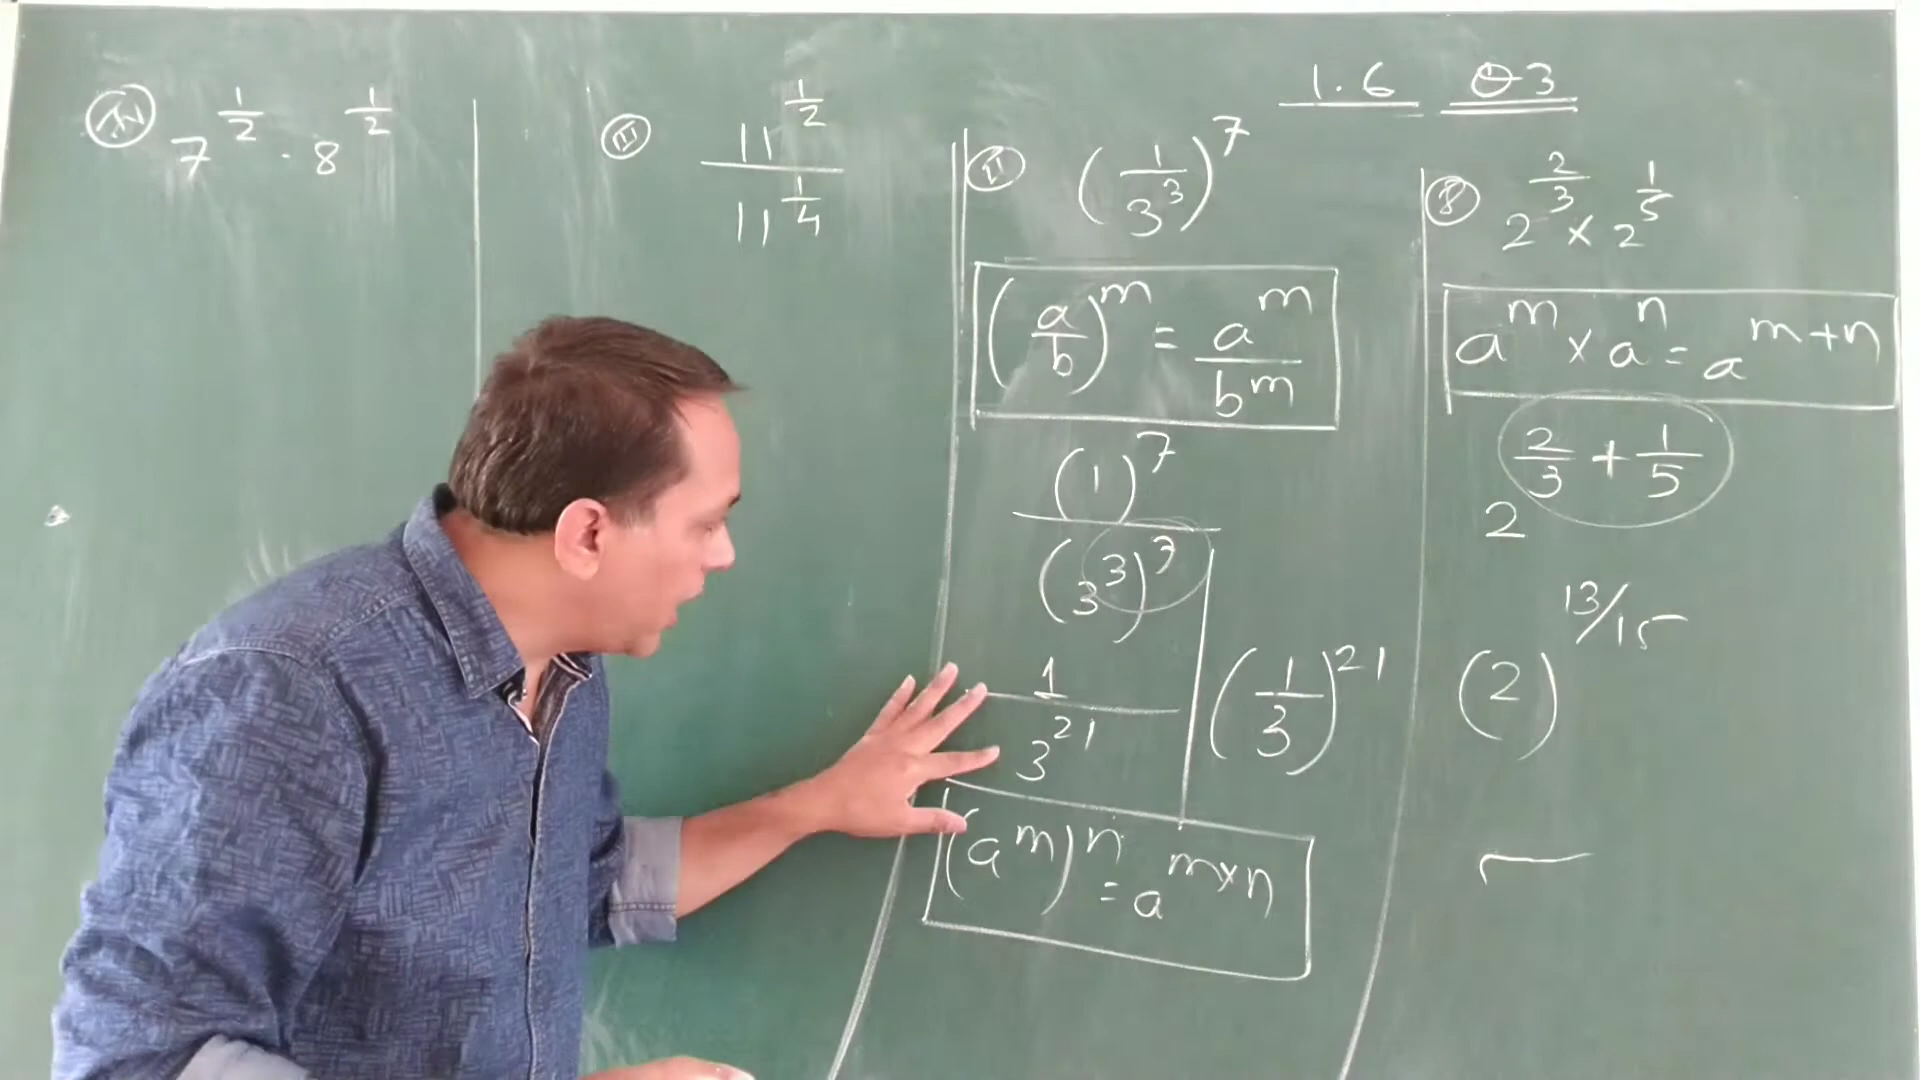 1.6 Q3
(IV) 7^{1/2} · 8^{1/2}
(III) 11^{1/2} / 11^{1/4}
(II) (1/3^3)^7
(a/b)^m = a^m/b^m
(1)^7 / (3^3)^7
1/3^{21}
(1/3)^{21}
(a^m)^n = a^{m×n}
(I) 2^{2/3} × 2^{1/5}
a^m × a^n = a^{m+n}
2^{2/3 + 1/5}
(2)^{13/15}